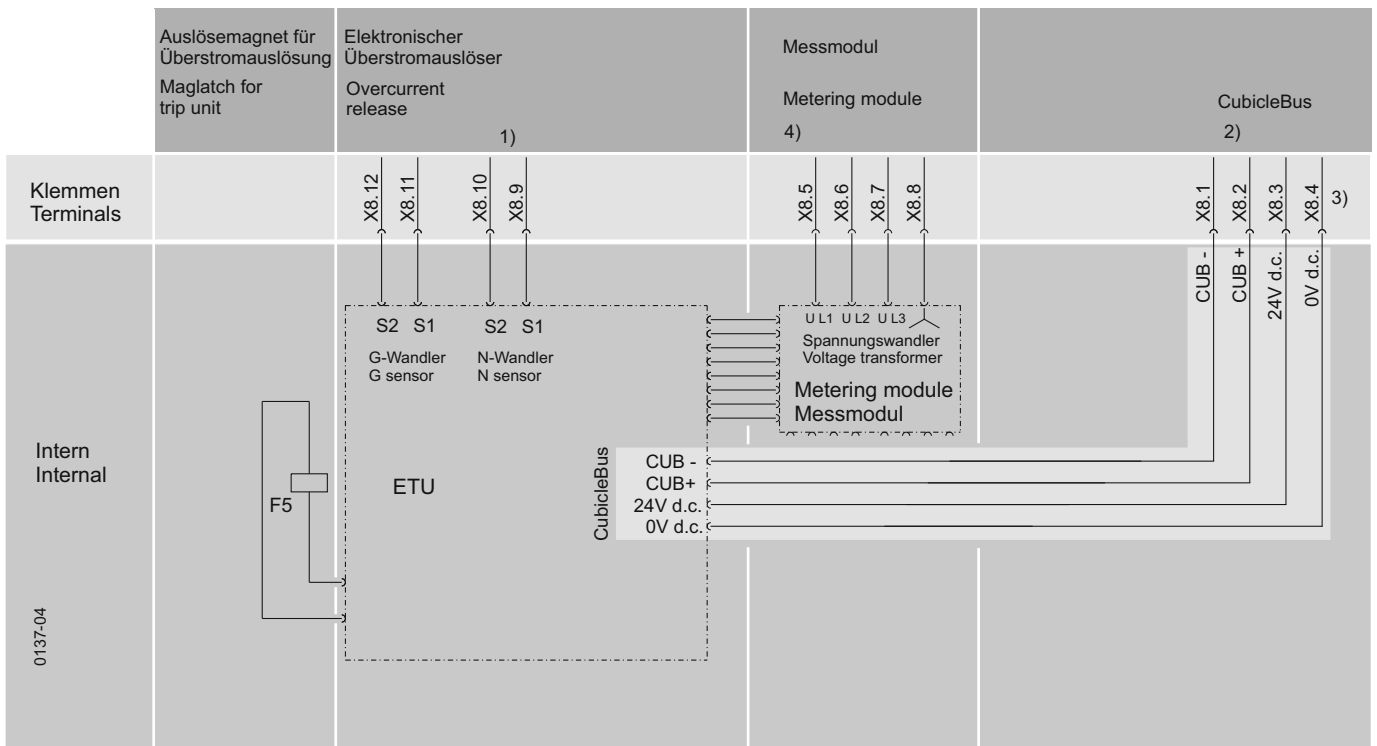 Auslösemagnet für
Überstromauslösung
Maglatch for
trip unit
Elektronischer
Überstromauslöser
Overcurrent
release
1)
Messmodul
Metering module
4)
CubicleBus
2)
Klemmen
Terminals
X8.12
X8.11
X8.10
X8.9
X8.5
X8.6
X8.7
X8.8
X8.1
X8.2
X8.3
X8.4
3)
CUB -
CUB +
24V d.c.
0V d.c.
S2 S1
G-Wandler
G sensor
S2 S1
N-Wandler
N sensor
U L1 U L2 U L3
Spannungswandler
Voltage transformer
Metering module
Messmodul
Intern
Internal
F5
ETU
CubicleBus
CUB -
CUB+
24V d.c.
0V d.c.
0137-04